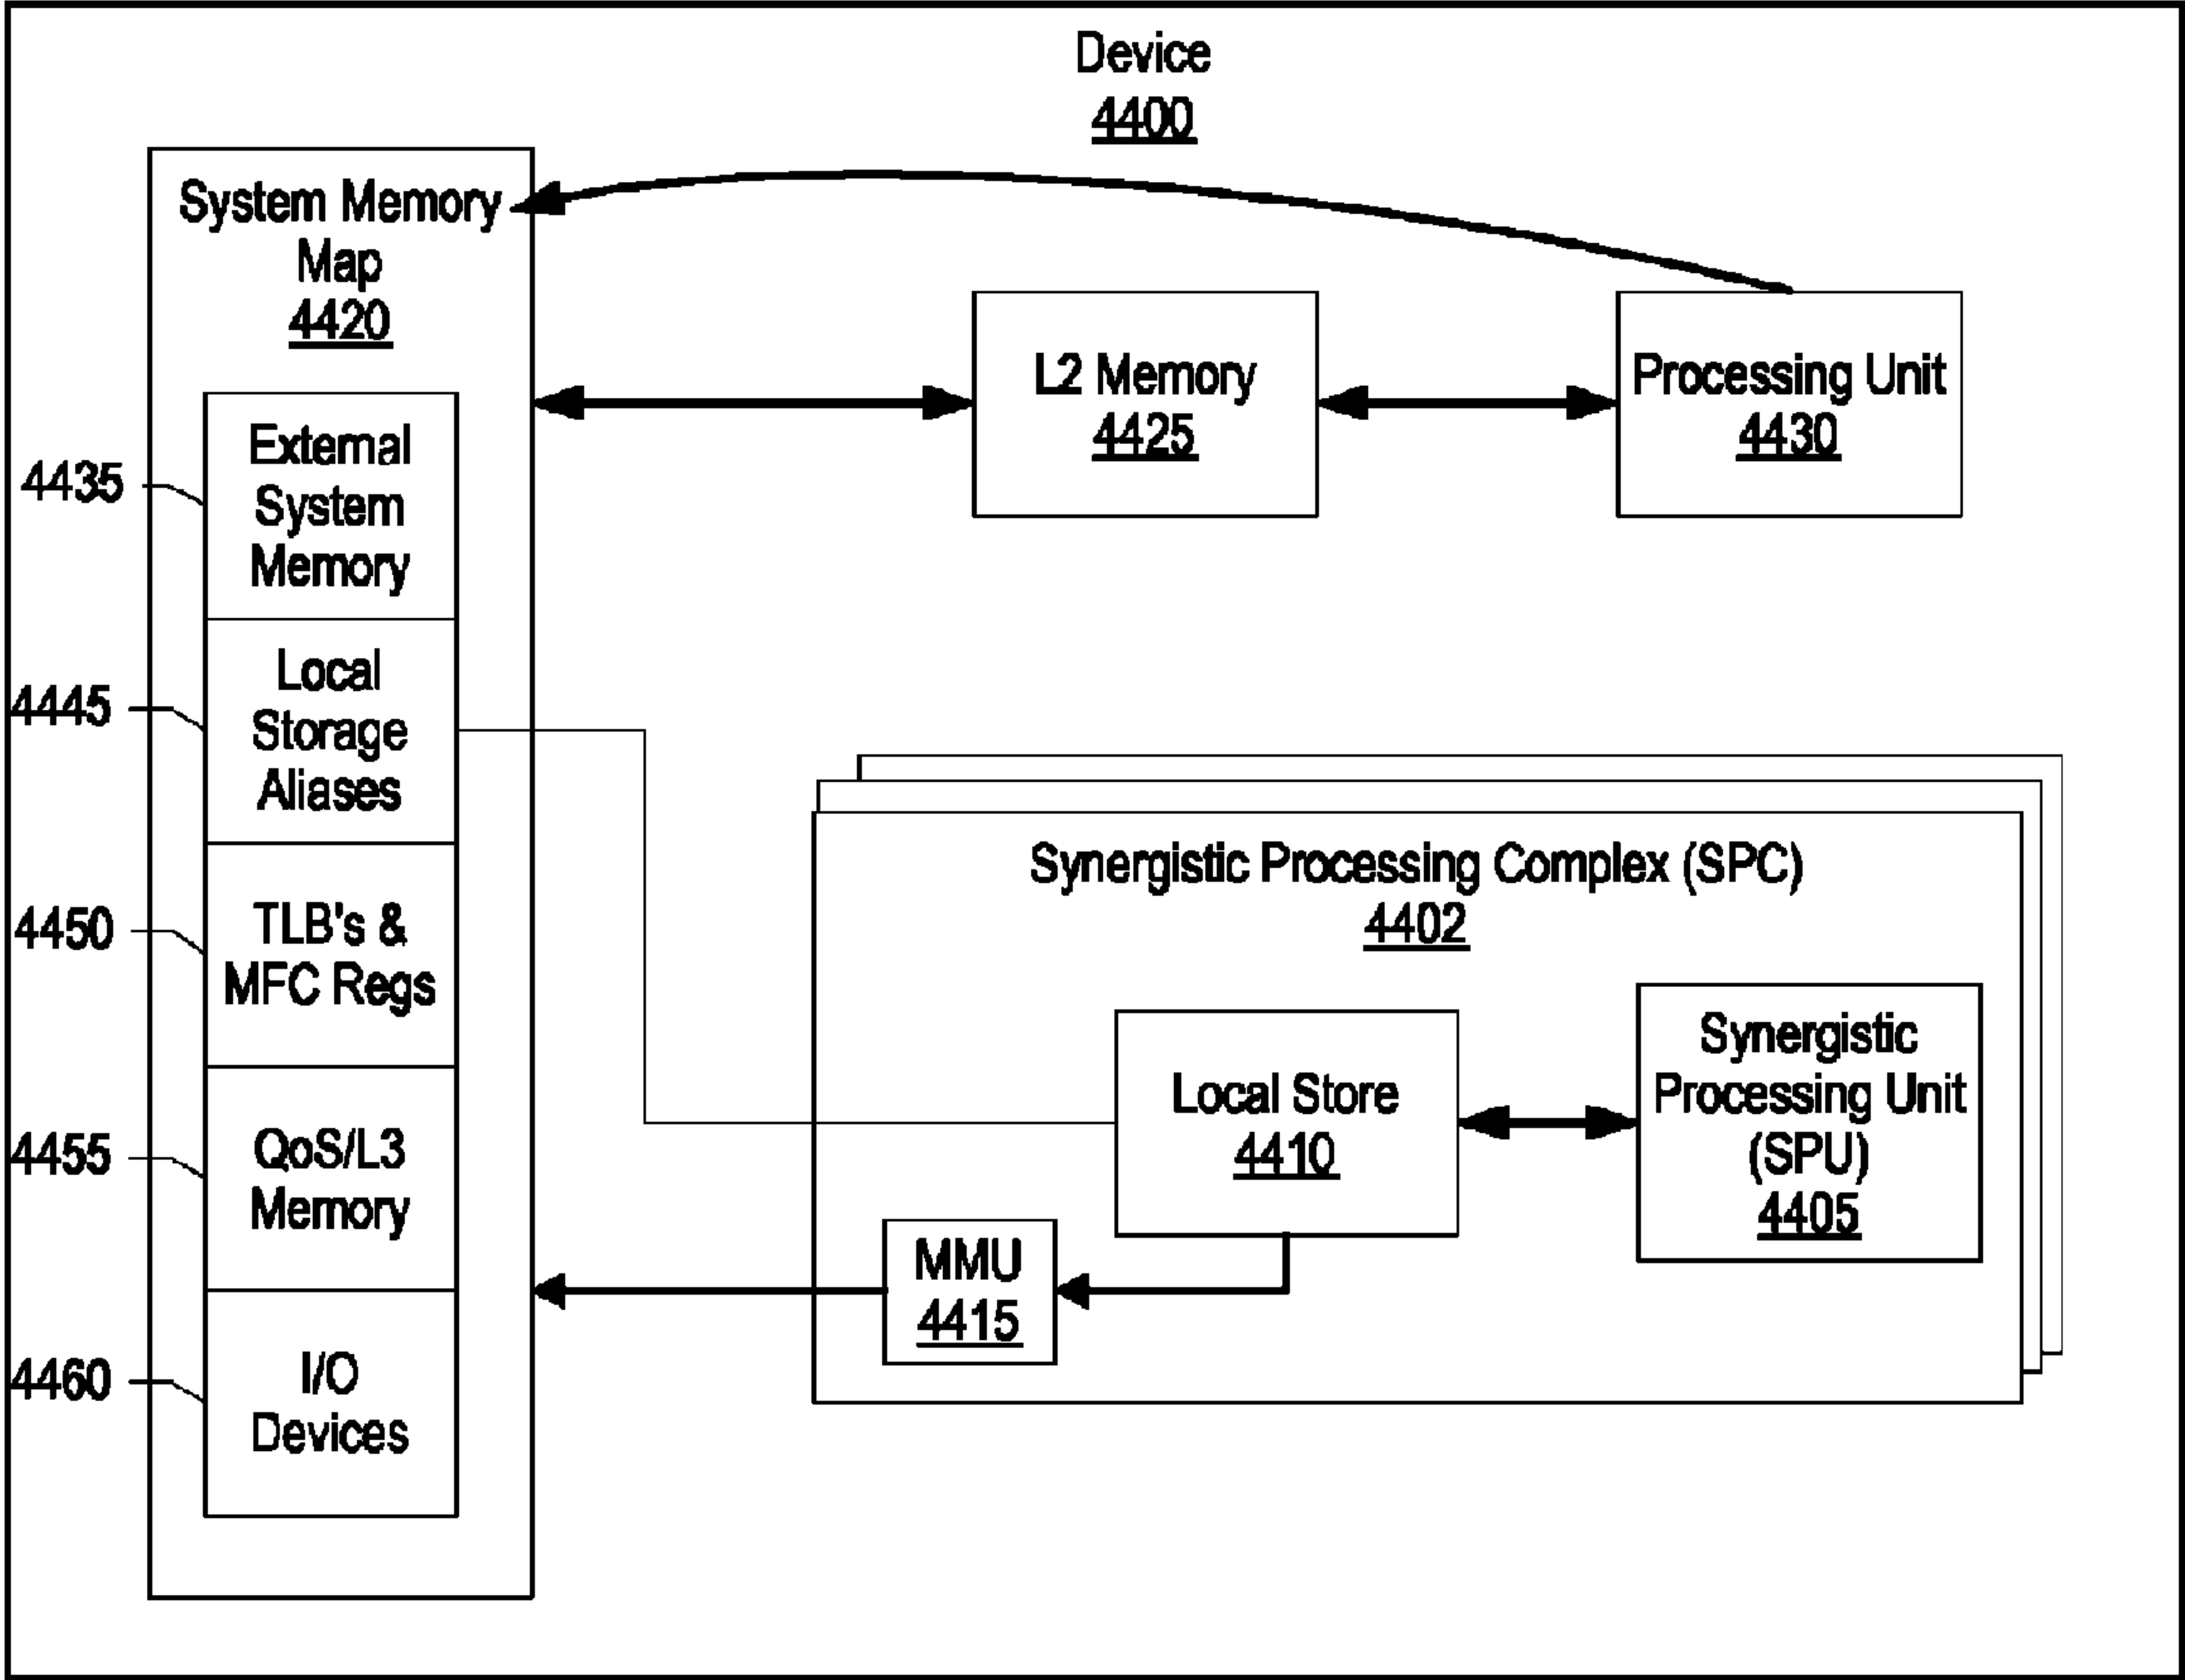 Device
4400
System Memory
Map
4420
L2 Memory
4425
Processing Unit
4430
4435
External
System
Memory
4445
Local
Storage
Aliases
4450
TLB's &
MFC Regs
4455
QoS/L3
Memory
4460
I/O
Devices
Synergistic Processing Complex (SPC)
4402
Local Store
4410
Synergistic
Processing Unit
(SPU)
4405
MMU
4415